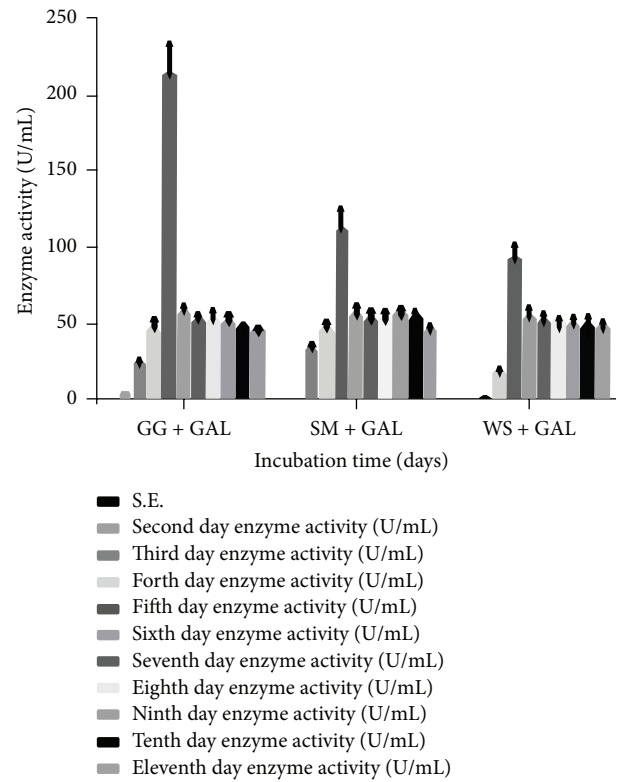 250
200
150
100
50
0
Enzyme activity (U/mL)
GG + GAL
SM + GAL
WS + GAL
Incubation time (days)
S.E.
Second day enzyme activity (U/mL)
Third day enzyme activity (U/mL)
Forth day enzyme activity (U/mL)
Fifth day enzyme activity (U/mL)
Sixth day enzyme activity (U/mL)
Seventh day enzyme activity (U/mL)
Eighth day enzyme activity (U/mL)
Ninth day enzyme activity (U/mL)
Tenth day enzyme activity (U/mL)
Eleventh day enzyme activity (U/mL)